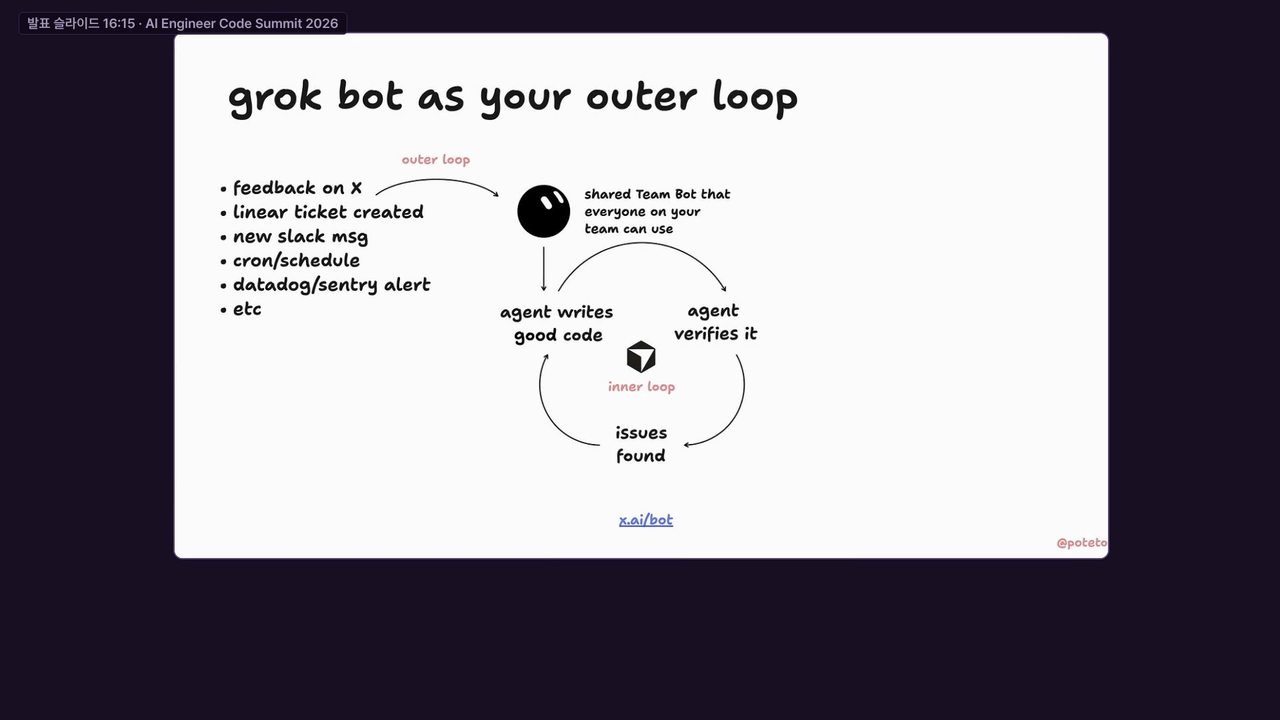 발표 슬라이드 16:15 · AI Engineer Code Summit 2026
grok bot as your outer loop
outer loop
• feedback on X
• linear ticket created
• new slack msg
• cron/schedule
• datadog/sentry alert
• etc
shared Team Bot that
everyone on your
team can use
agent writes
good code
agent
verifies it
inner loop
issues
found
x.ai/bot
@poteto